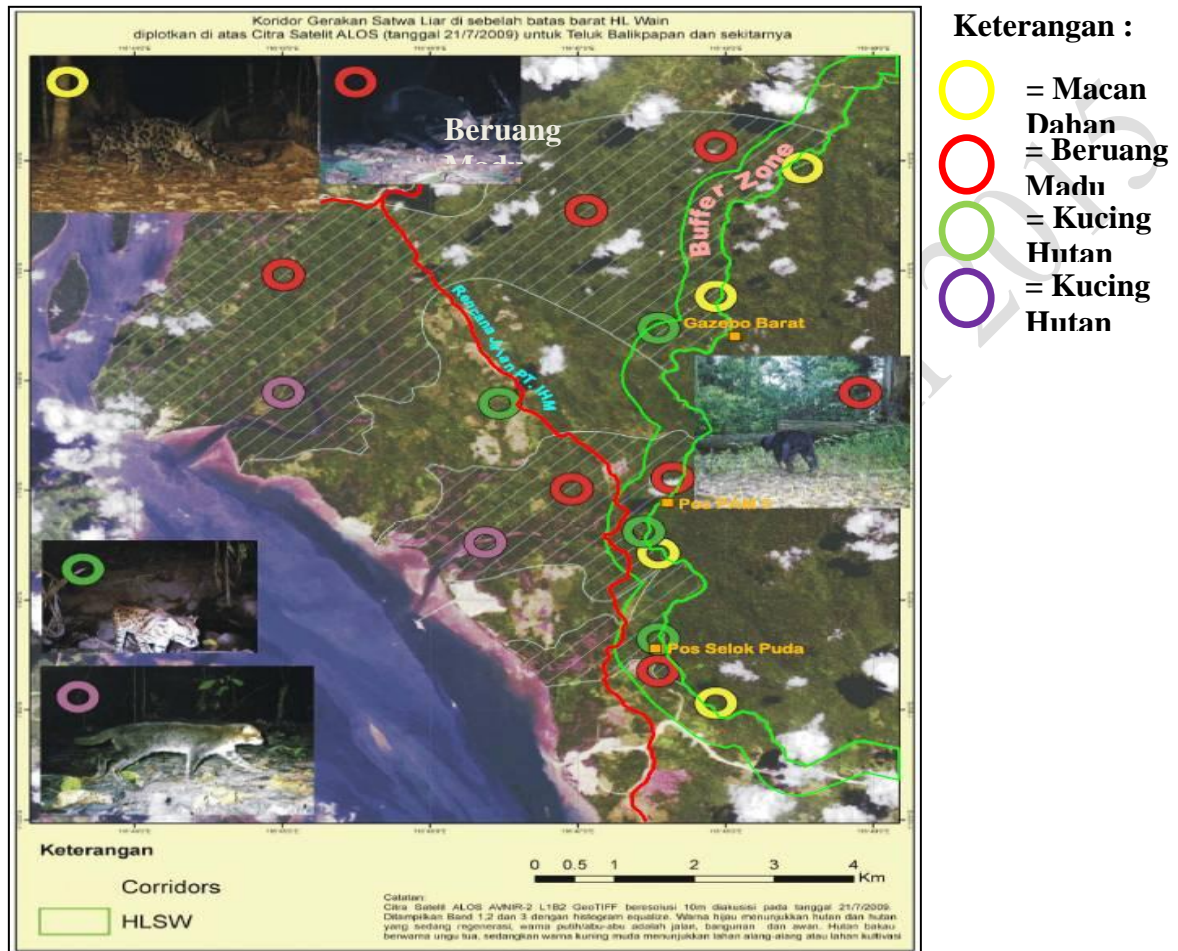 Koridor Gerakan Satwa Liar di sebelah batas barat HL Wain
diplotkan di atas Citra Satelit ALOS (tanggal 21/7/2009) untuk Teluk Balikpapan dan sekitarnya
Keterangan :
= Macan
Dahan
= Beruang
Madu
= Kucing
Hutan
= Kucing
Hutan
Beruang
Madu
Buffer Zone
Rencana Jalan PT. IHM
Gazebo Barat
Pos PAM
Pos Selok Puda
Keterangan
Corridors
HLSW
0 0.5 1 2 3 4
Km
Catatan:
Citra Satelit ALOS AVNIR-2 L1B2 GeoTIFF beresolusi 10m diakusisi pada tanggal 21/7/2009.
Ditampilkan Band 1,2 dan 3 dengan histogram equalize. Warna hijau menunjukkan hutan dan hutan
yang sedang regenerasi, warna putih/abu-abu adalah jalan, bangunan dan awan. Hutan bakau
berwarna ungu tua, sedangkan warna kuning muda menunjukkan lahan alang-alang atau lahan kultivasi
2015